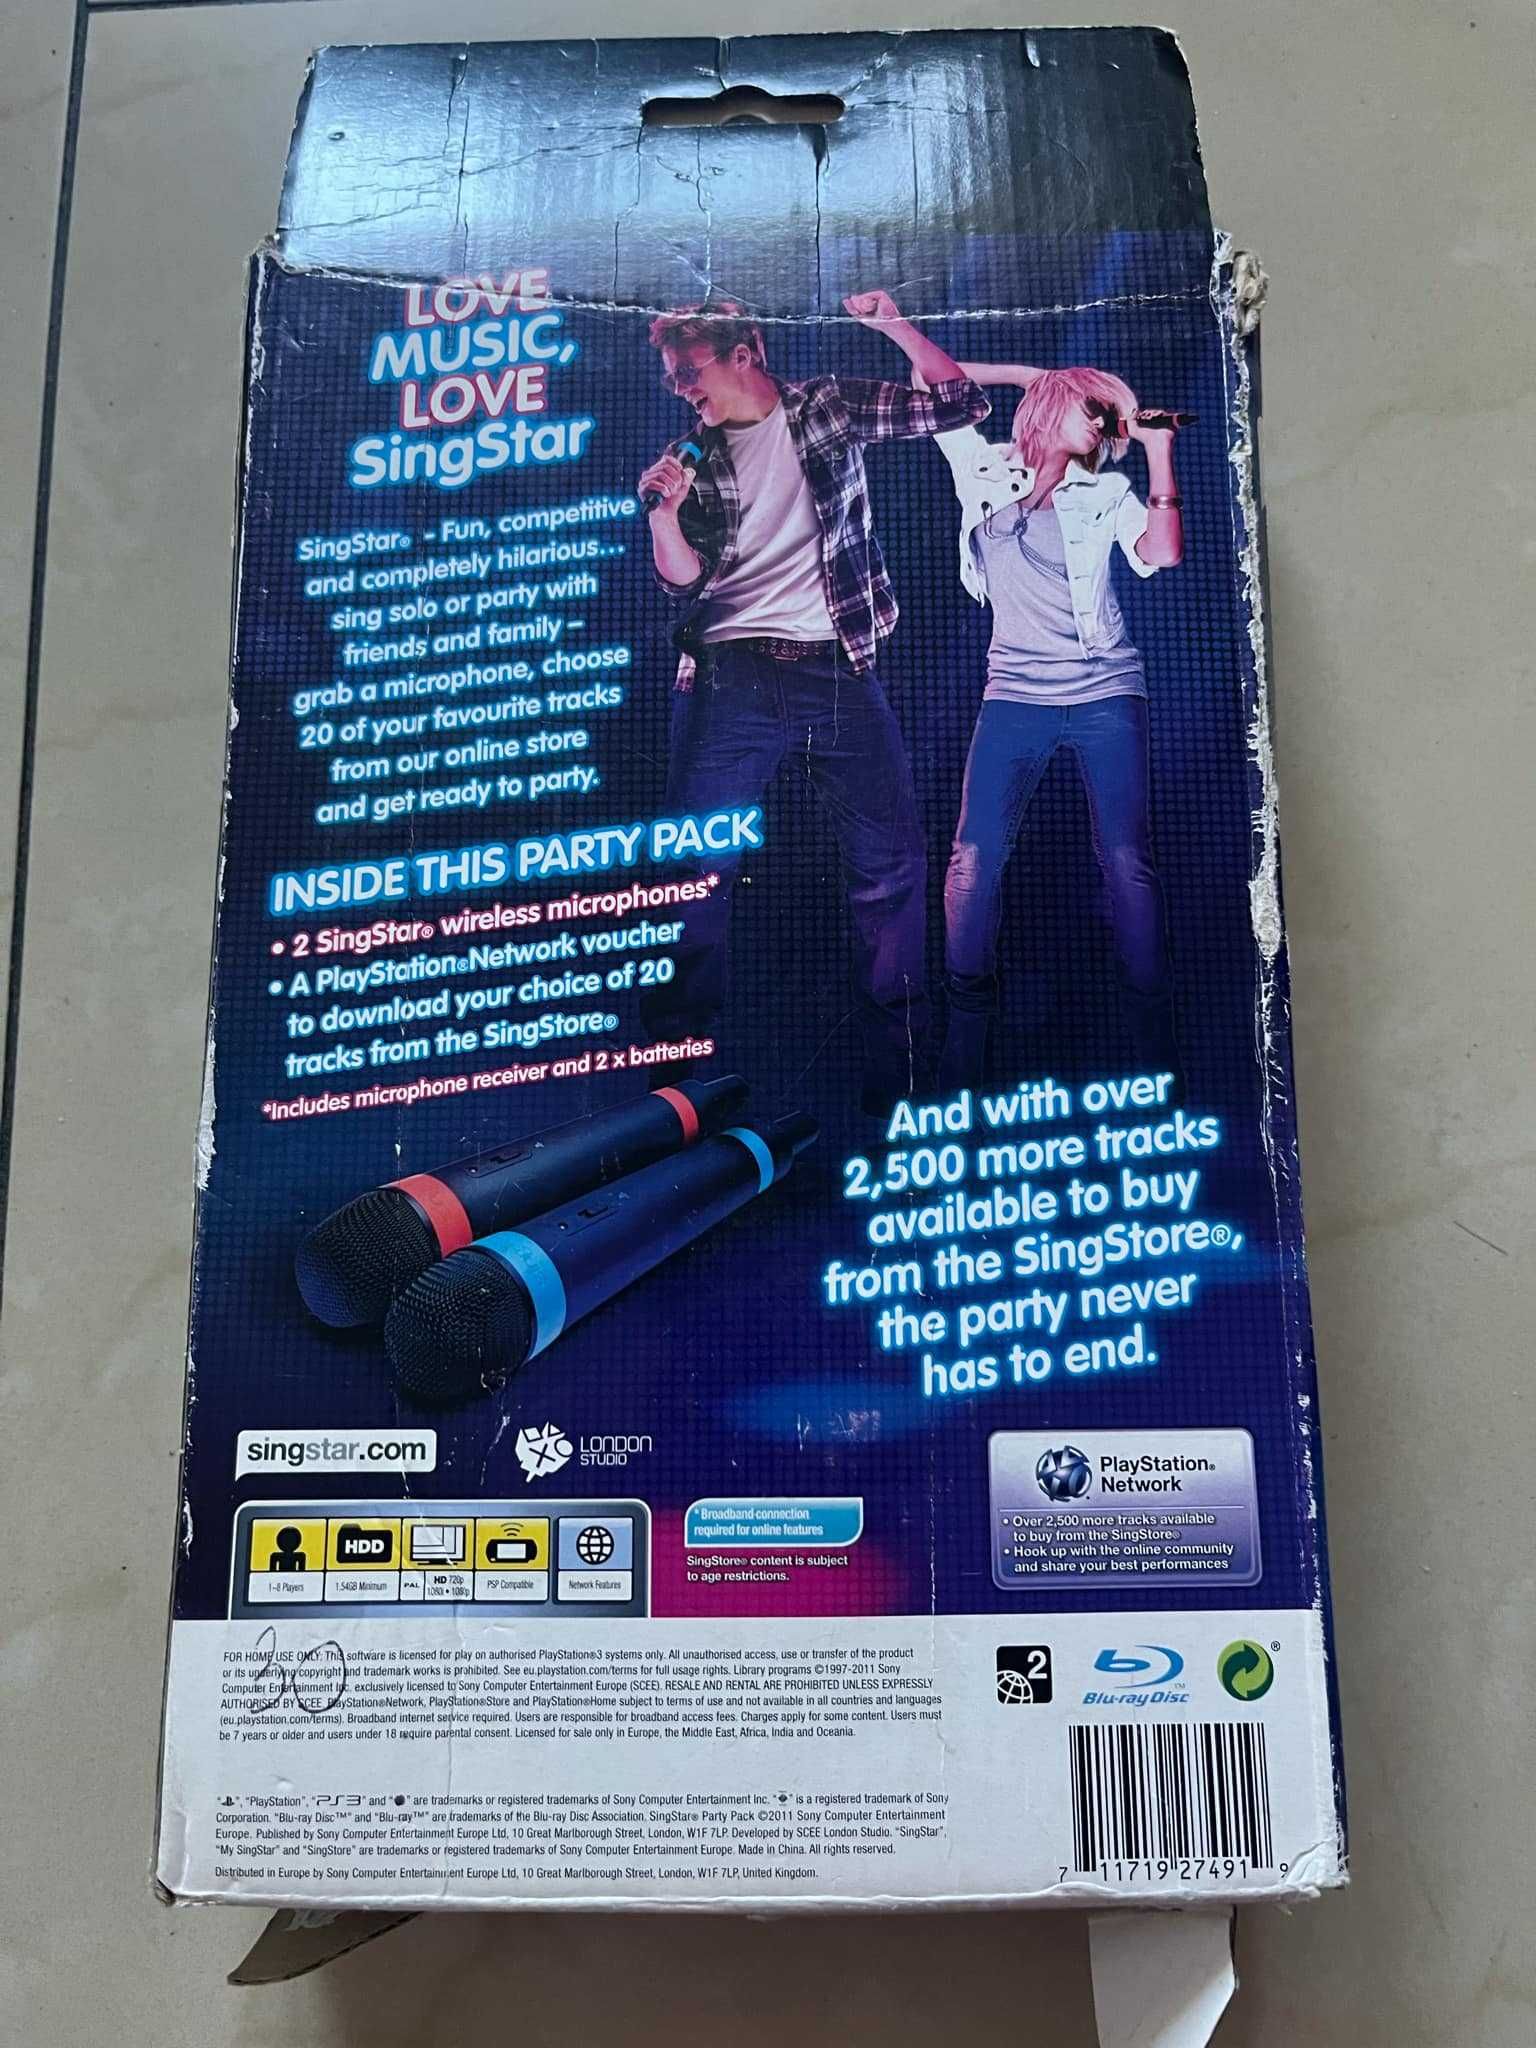 LOVE
MUSIC,
LOVE
SingStar
SingStar® - Fun, competitive
and completely hilarious...
sing solo or party with
friends and family –
grab a microphone, choose
20 of your favourite tracks
from our online store
and get ready to party.
INSIDE THIS PARTY PACK
• 2 SingStar® wireless microphones*
• A PlayStation®Network voucher
to download your choice of 20
tracks from the SingStore®
*Includes microphone receiver and 2 x batteries
And with over
2,500 more tracks
available to buy
from the SingStore®,
the party never
has to end.
singstar.com
LONDON
STUDIO
PlayStation®
Network
• Over 2,500 more tracks available
to buy from the SingStore®
• Hook up with the online community
and share your best performances
* Broadband connection
required for online features
SingStore® content is subject
to age restrictions.
HDD
1-8 Players
1.54GB Minimum
PAL
HD 720p
1080i • 1080p
PSP Compatible
Network Features
30
FOR HOME USE ONLY: This software is licensed for play on authorised PlayStation®3 systems only. All unauthorised access, use or transfer of the product
or its underlying copyright and trademark works is prohibited. See eu.playstation.com/terms for full usage rights. Library programs ©1997-2011 Sony
Computer Entertainment Inc. exclusively licensed to Sony Computer Entertainment Europe (SCEE). RESALE AND RENTAL ARE PROHIBITED UNLESS EXPRESSLY
AUTHORISED BY SCEE. PlayStation®Network, PlayStation®Store and PlayStation®Home subject to terms of use and not available in all countries and languages
(eu.playstation.com/terms). Broadband internet service required. Users are responsible for broadband access fees. Charges apply for some content. Users must
be 7 years or older and users under 18 require parental consent. Licensed for sale only in Europe, the Middle East, Africa, India and Oceania.
2
Blu-ray Disc™
®
" ", "PlayStation", "PS3" and " " are trademarks or registered trademarks of Sony Computer Entertainment Inc. " " is a registered trademark of Sony
Corporation. "Blu-ray Disc™" and "Blu-ray™" are trademarks of the Blu-ray Disc Association. SingStar® Party Pack ©2011 Sony Computer Entertainment
Europe. Published by Sony Computer Entertainment Europe Ltd, 10 Great Marlborough Street, London, W1F 7LP. Developed by SCEE London Studio. "SingStar",
"My SingStar" and "SingStore" are trademarks or registered trademarks of Sony Computer Entertainment Europe. Made in China. All rights reserved.
Distributed in Europe by Sony Computer Entertainment Europe Ltd, 10 Great Marlborough Street, London, W1F 7LP, United Kingdom.
7 11719 27491 9